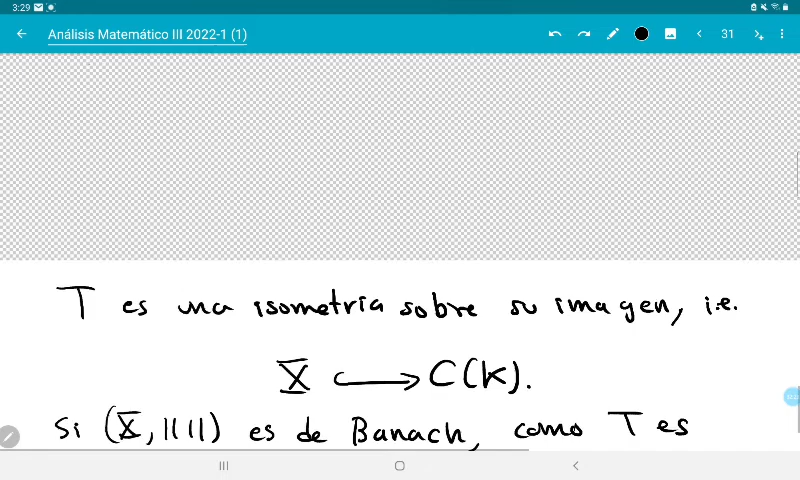 3:29
Análisis Matemático III 2022-1 (1)
31
T es una isometría sobre su imagen, i.e.
X ↪ C(K).
Si (X, || ||) es de Banach, como T es